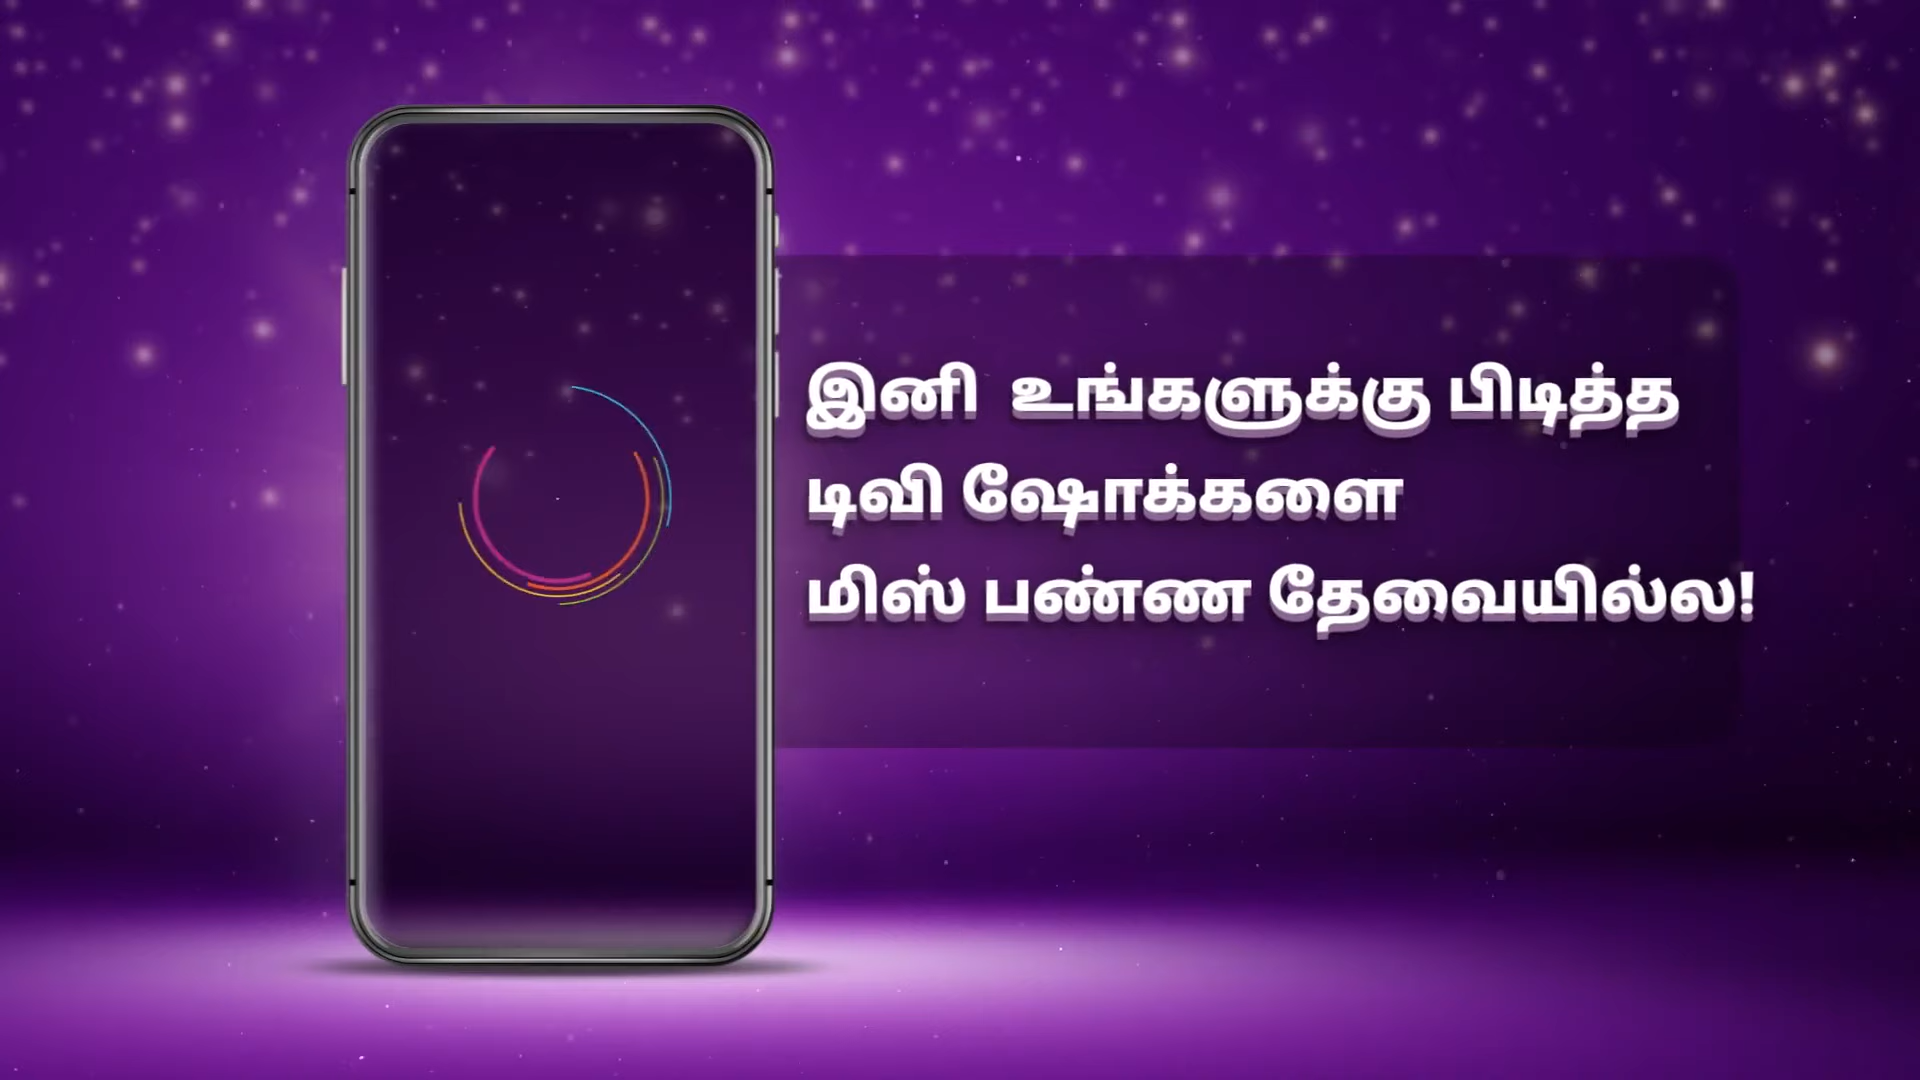 இனி உங்களுக்கு பிடித்த
டிவி ஷோக்களை
மிஸ் பண்ண தேவையில்ல!